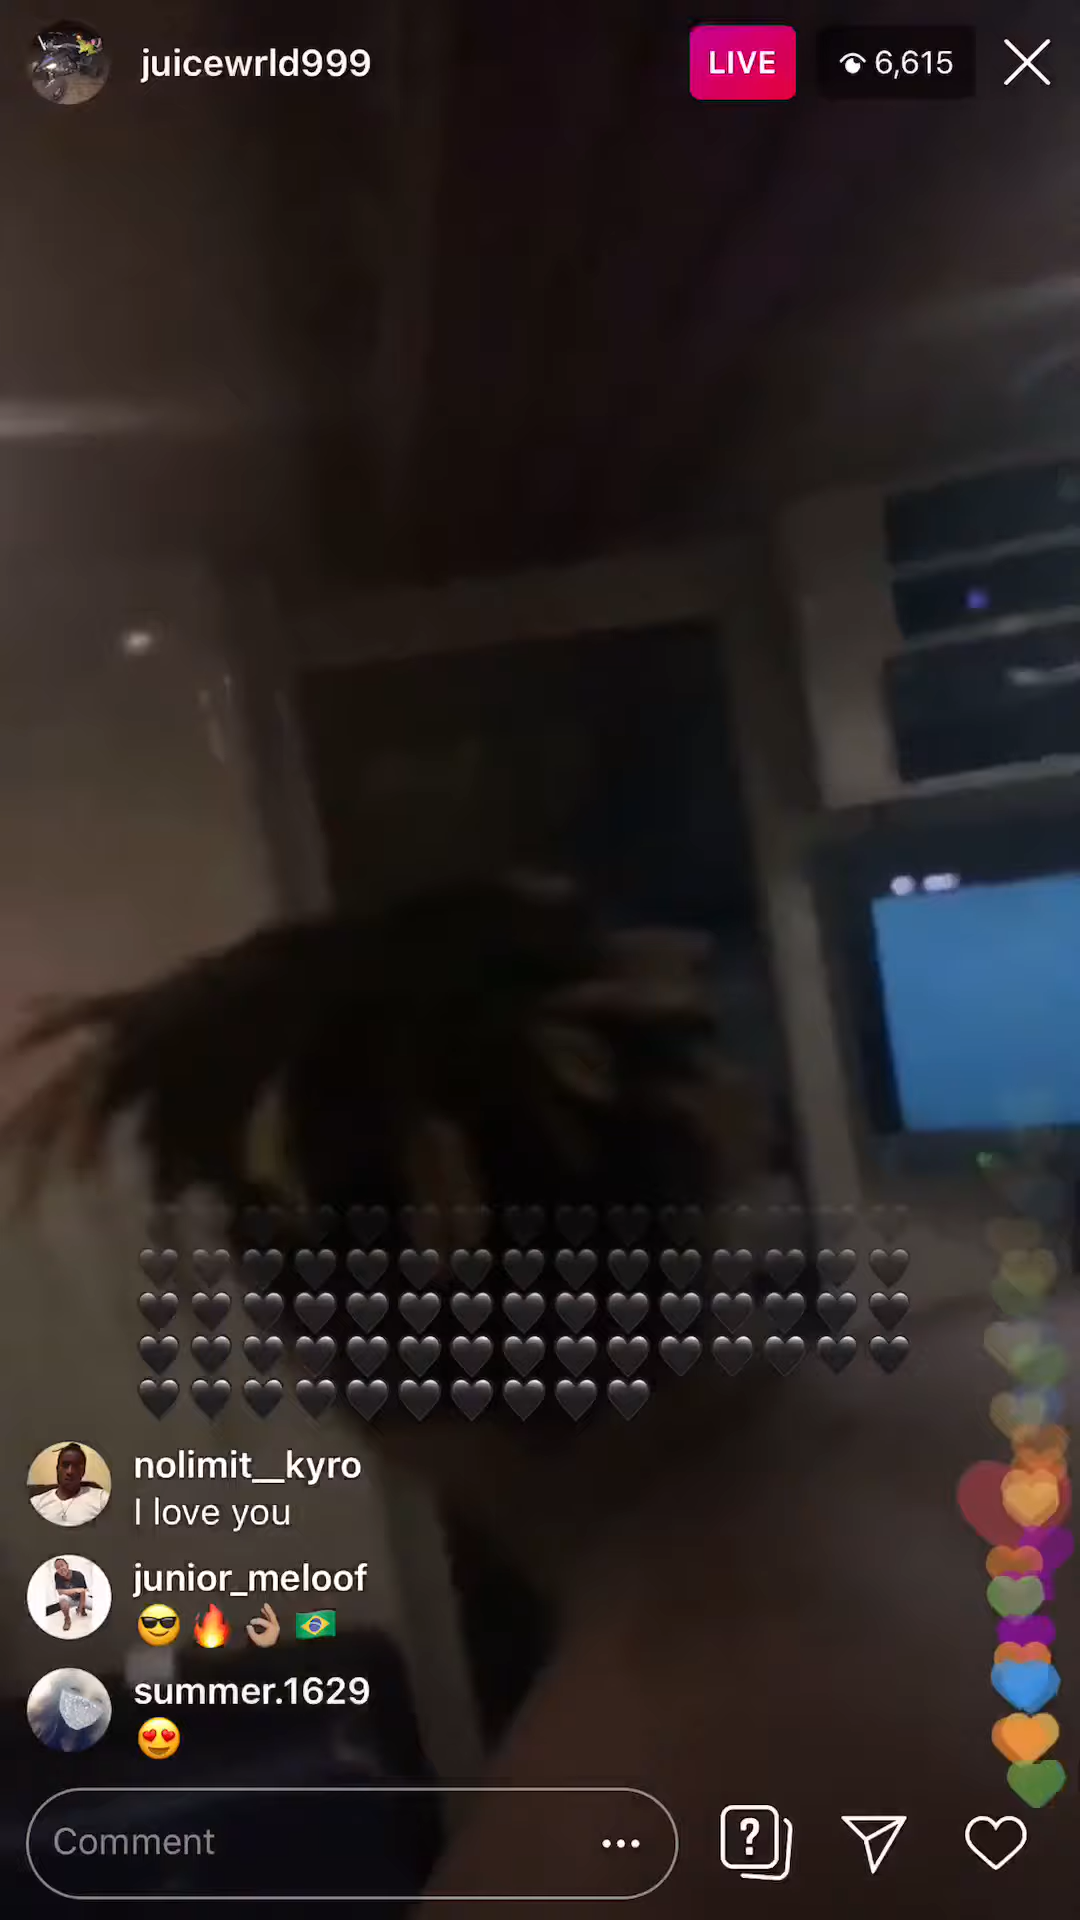 juicewrld999
LIVE
6,615
🖤🖤🖤🖤🖤🖤🖤🖤🖤🖤🖤🖤🖤🖤🖤
🖤🖤🖤🖤🖤🖤🖤🖤🖤🖤🖤🖤🖤🖤🖤
🖤🖤🖤🖤🖤🖤🖤🖤🖤🖤🖤🖤🖤🖤🖤
🖤🖤🖤🖤🖤🖤🖤🖤🖤🖤🖤🖤🖤🖤🖤
🖤🖤🖤🖤🖤🖤🖤🖤🖤🖤
nolimit__kyro
I love you
junior_meloof
😎🔥👌🏼🇧🇷
summer.1629
😍
Comment